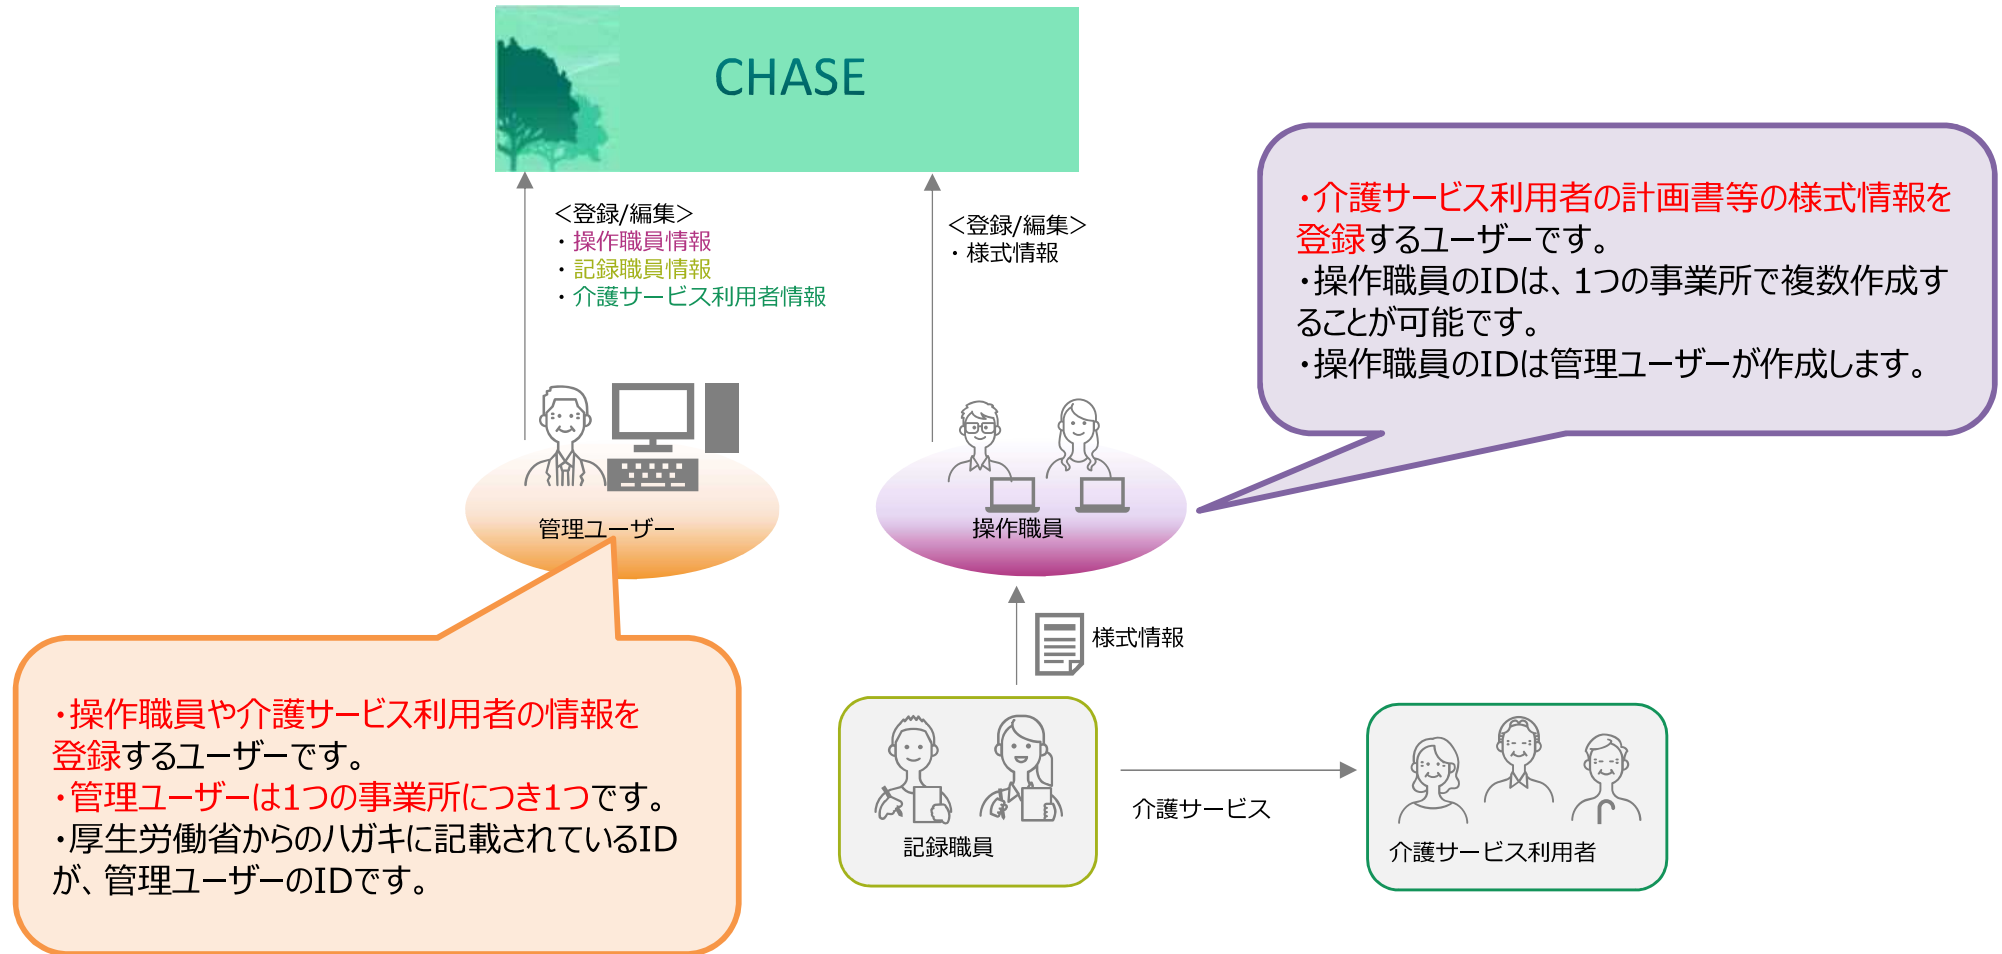 CHASE
＜登録/編集＞
・操作職員情報
・記録職員情報
・介護サービス利用者情報
＜登録/編集＞
・様式情報
・介護サービス利用者の計画書等の様式情報を
登録するユーザーです。
・操作職員のIDは、1つの事業所で複数作成す
ることが可能です。
・操作職員のIDは管理ユーザーが作成します。
管理ユーザー
操作職員
様式情報
・操作職員や介護サービス利用者の情報を
登録するユーザーです。
・管理ユーザーは1つの事業所につき1つです。
・厚生労働省からのハガキに記載されているID
が、管理ユーザーのIDです。
記録職員
介護サービス
介護サービス利用者